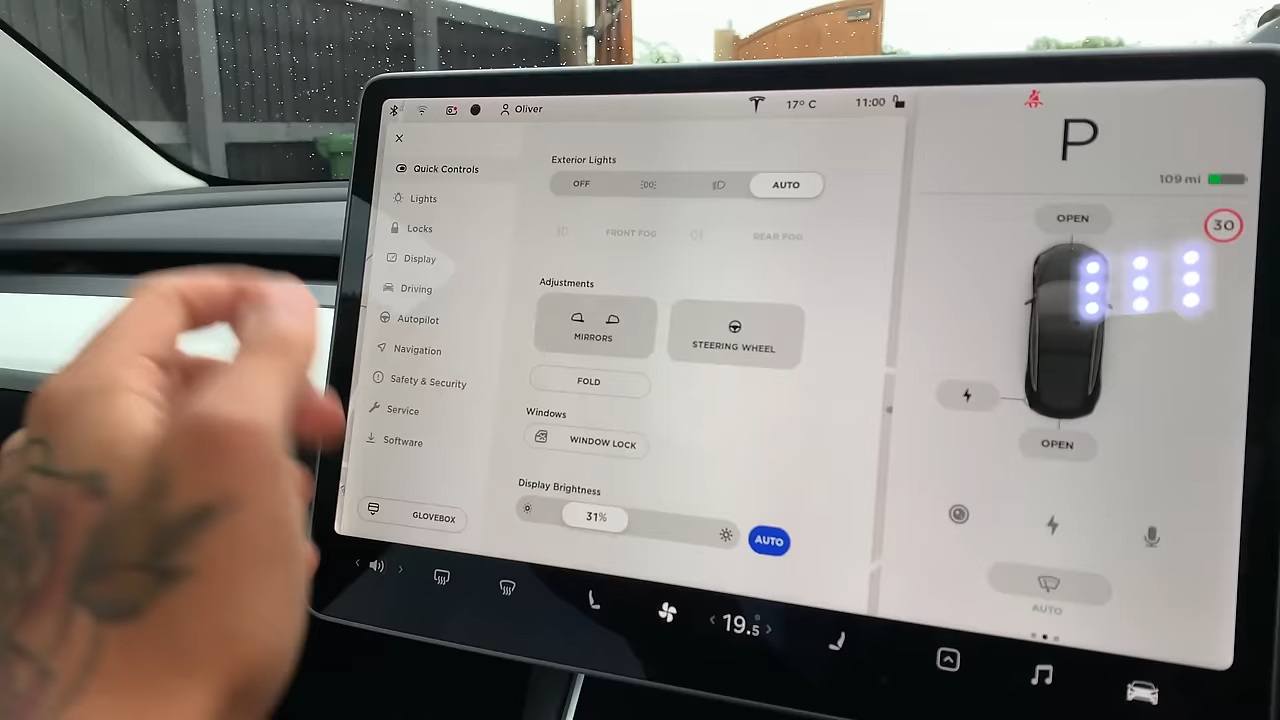 Oliver
17° C
11:00
P
109 mi
Quick Controls
Lights
Locks
Display
Driving
Autopilot
Navigation
Safety & Security
Service
Software
GLOVEBOX
Exterior Lights
OFF
AUTO
FRONT FOG
REAR FOG
Adjustments
MIRRORS
STEERING WHEEL
FOLD
Windows
WINDOW LOCK
Display Brightness
31%
AUTO
OPEN
30
OPEN
AUTO
19.5